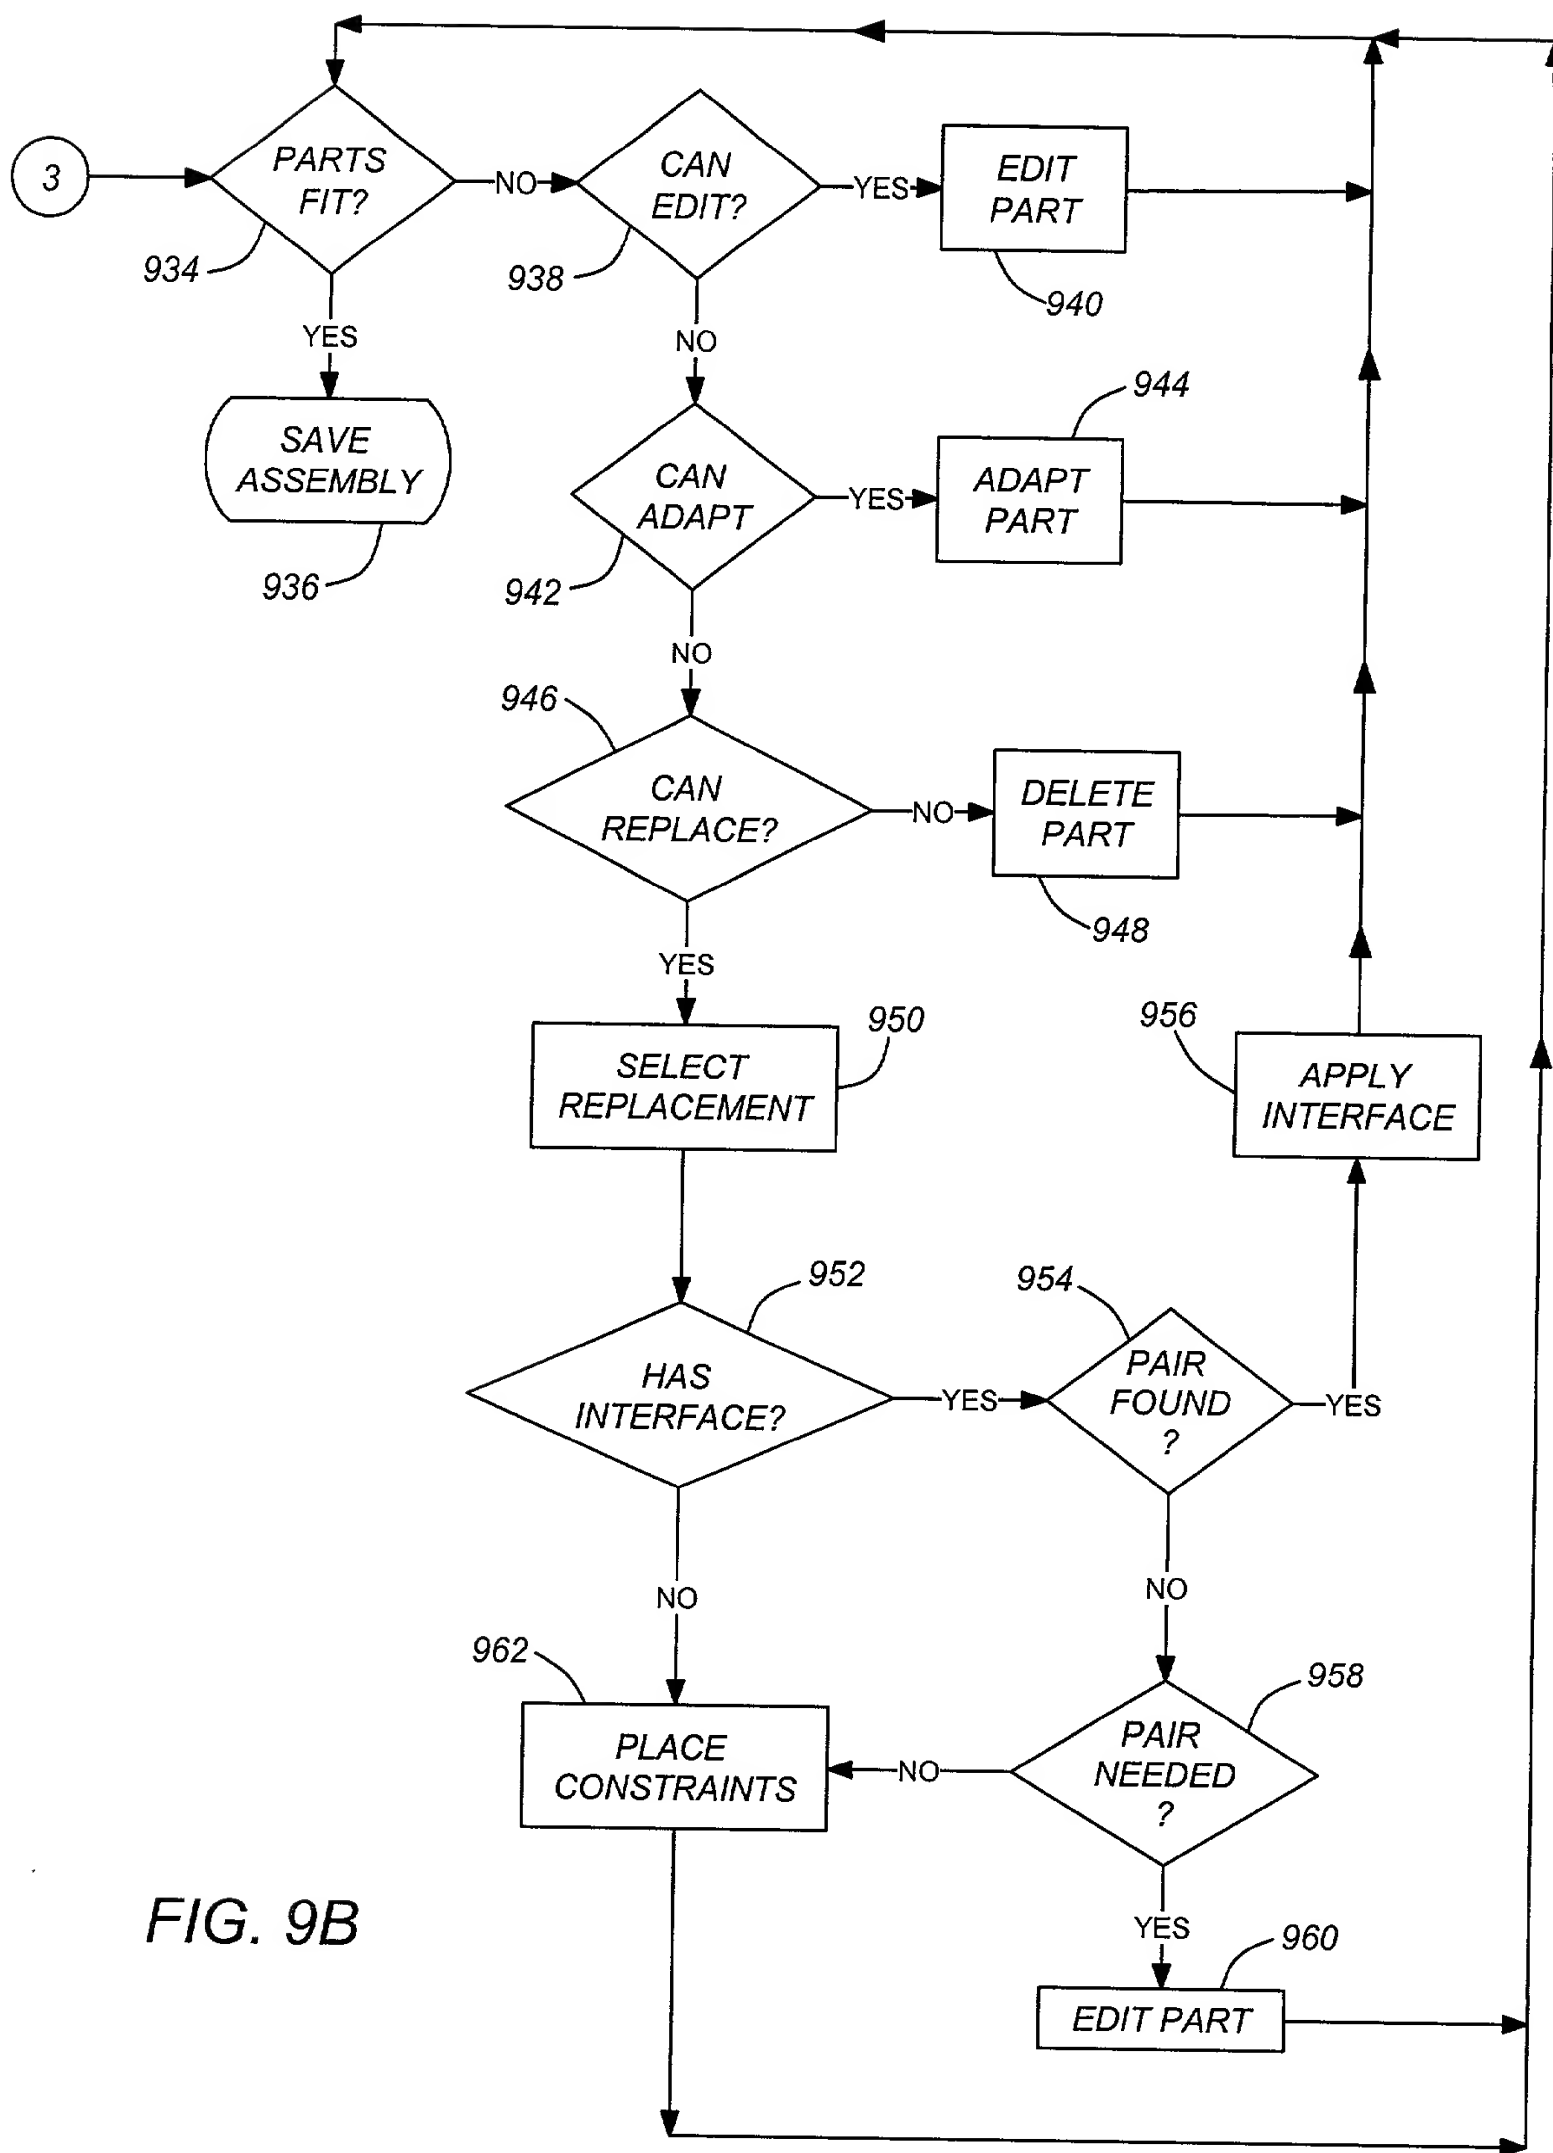 3
PARTS
FIT?
934
NO
CAN
EDIT?
938
YES
EDIT
PART
940
YES
SAVE
ASSEMBLY
936
NO
CAN
ADAPT
942
YES
ADAPT
PART
944
NO
946
CAN
REPLACE?
NO
DELETE
PART
948
YES
SELECT
REPLACEMENT
950
956
APPLY
INTERFACE
952
HAS
INTERFACE?
YES
954
PAIR
FOUND
?
YES
NO
NO
962
PLACE
CONSTRAINTS
NO
958
PAIR
NEEDED
?
YES
960
EDIT PART
FIG. 9B